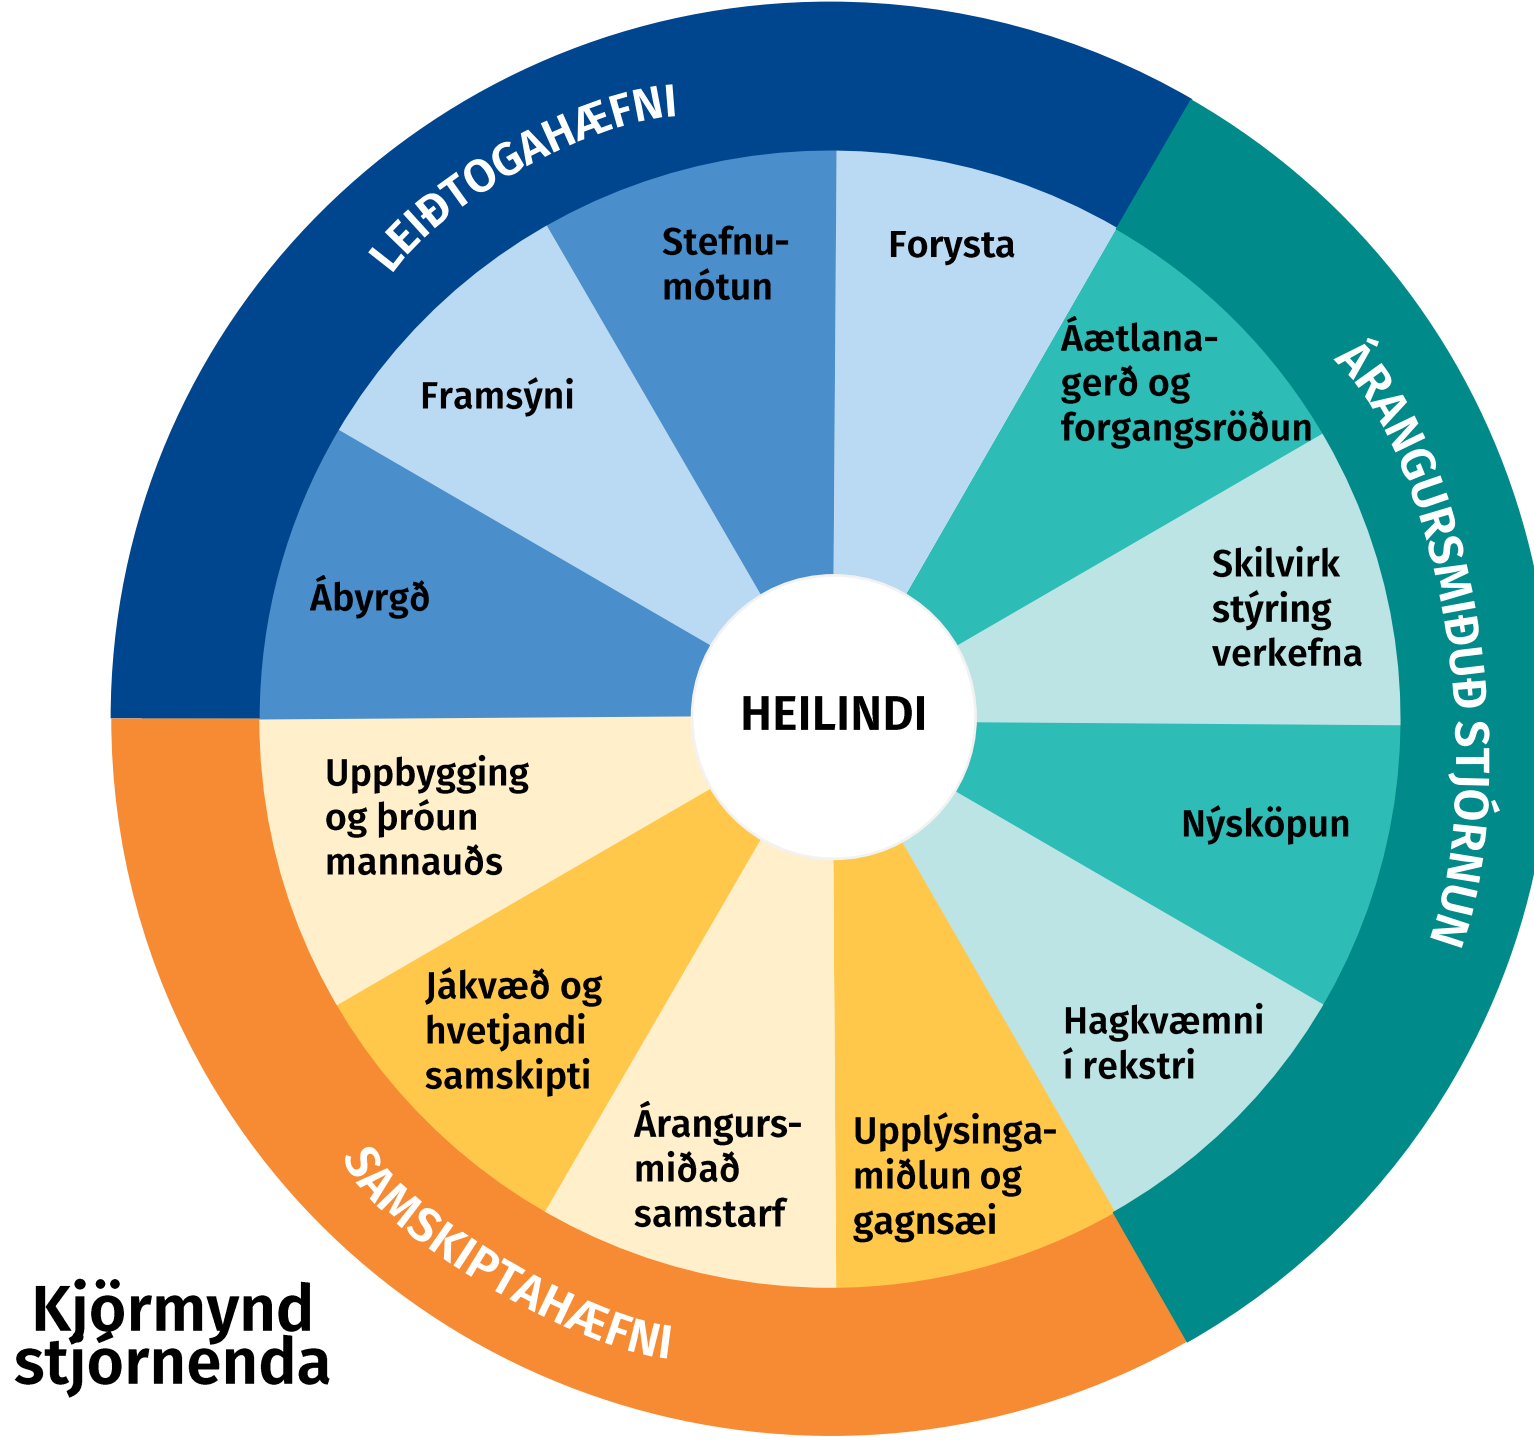 LEIÐTOGAHÆFNI
Stefnu-
mótun
Forysta
Framsýni
Ábyrgð
ÁRANGURSMIÐUÐ STJÓRNUN
Áætlana-
gerð og
forgangsröðun
Skilvirk
stýring
verkefna
Nýsköpun
Hagkvæmni
í rekstri
HEILINDI
Uppbygging
og þróun
mannauðs
Jákvæð og
hvetjandi
samskipti
Árangurs-
miðað
samstarf
Upplýsinga-
miðlun og
gagnsæi
SAMSKIPTAHÆFNI
Kjörmynd
stjórnenda